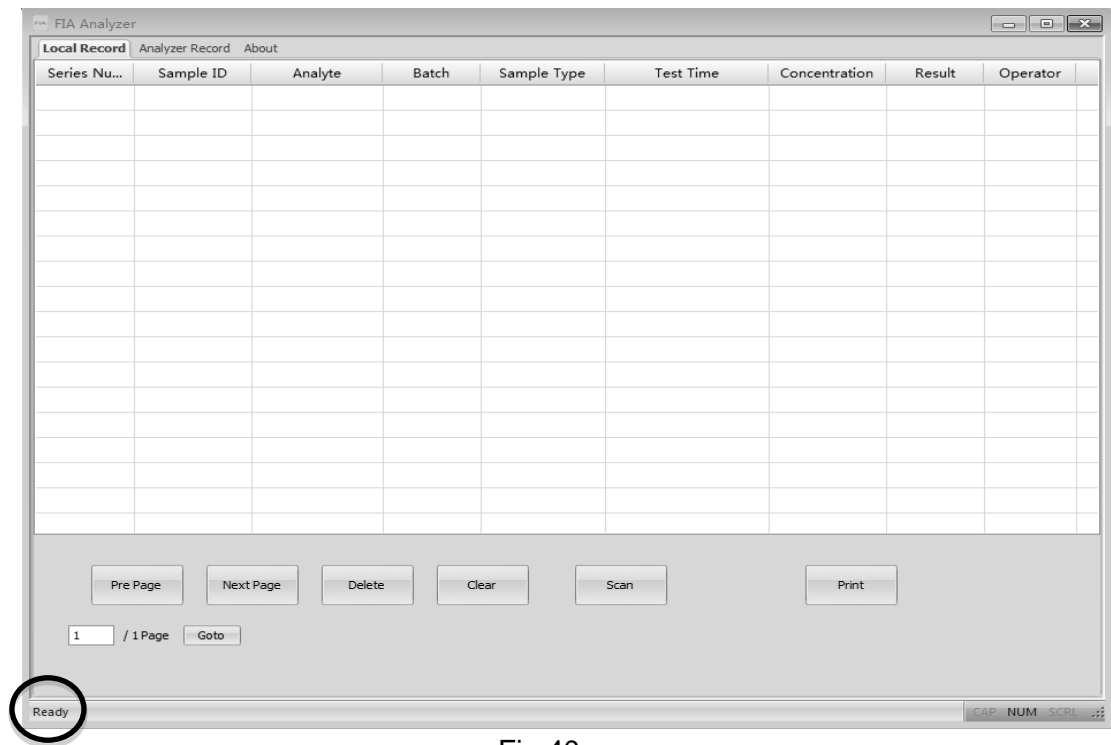 FIA Analyzer
Local Record Analyzer Record About
Series Nu... Sample ID Analyte Batch Sample Type Test Time Concentration Result Operator
Pre Page Next Page Delete Clear Scan Print
1 / 1 Page Goto
Ready CAP NUM SCRL